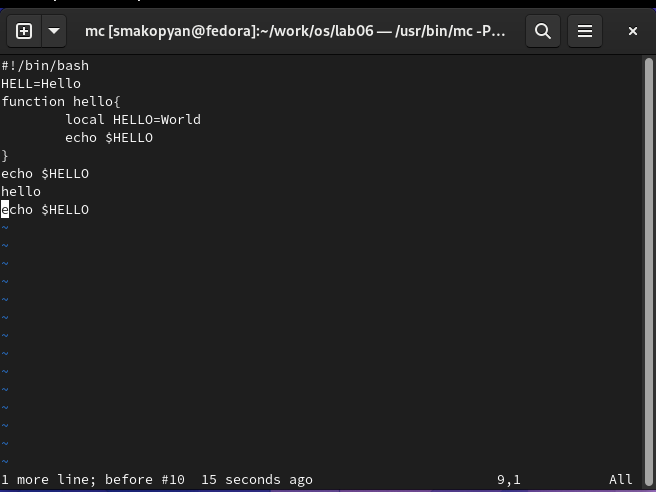 mc [smakopyan@fedora]:~/work/os/lab06 — /usr/bin/mc -P...
#!/bin/bash
HELL=Hello
function hello{
        local HELLO=World
        echo $HELLO
}
echo $HELLO
hello
echo $HELLO
~
~
~
~
~
~
~
~
~
~
~
~
~
~
1 more line; before #10  15 seconds ago                       9,1           All